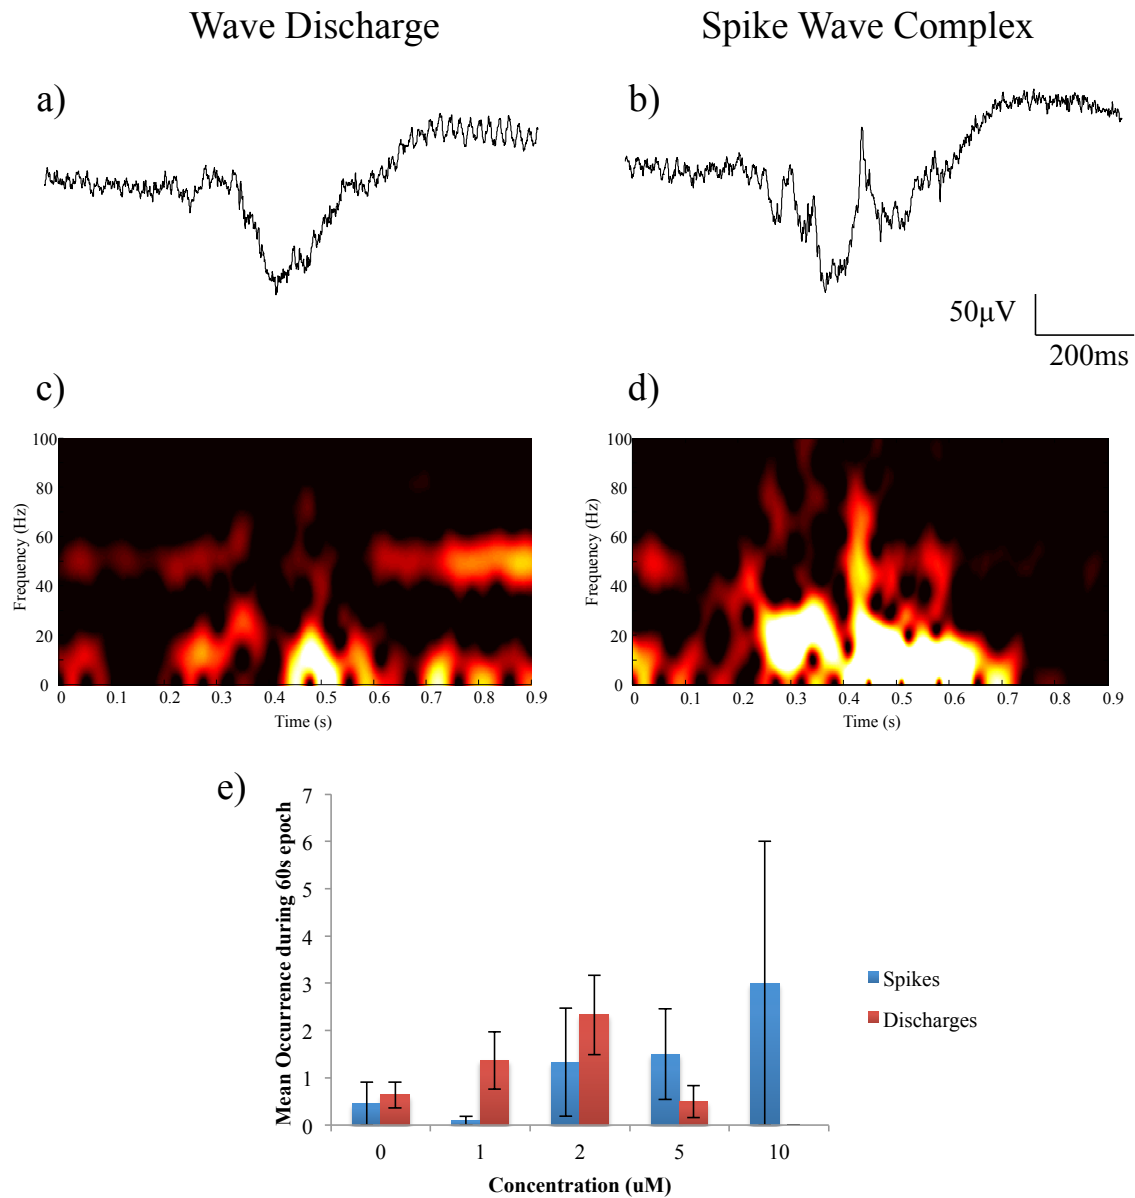 Wave Discharge
Spike Wave Complex
a)
b)
50μV
200ms
c)
d)
100
80
60
40
20
0
Frequency (Hz)
0 0.1 0.2 0.3 0.4 0.5 0.6 0.7 0.8 0.9
Time (s)
100
80
60
40
20
0
Frequency (Hz)
0 0.1 0.2 0.3 0.4 0.5 0.6 0.7 0.8 0.9
Time (s)
e)
Mean Occurrence during 60s epoch
7
6
5
4
3
2
1
0
0 1 2 5 10
Concentration (uM)
Spikes
Discharges